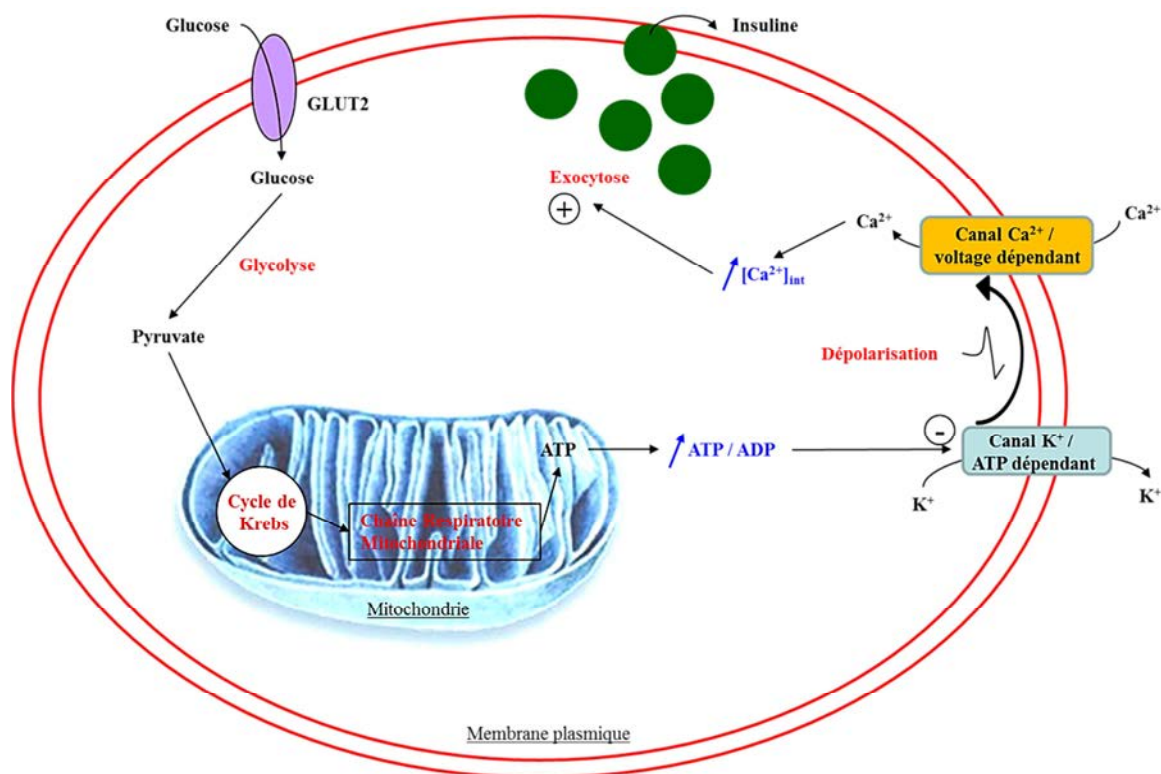 Glucose
Insuline
GLUT2
Glucose
Exocytose
+
Ca²⁺
Canal Ca²⁺ /
voltage dépendant
Ca²⁺
Glycolyse
[Ca²⁺]int
Pyruvate
Dépolarisation
ATP
ATP / ADP
-
Canal K⁺ /
ATP dépendant
K⁺
K⁺
Cycle de
Krebs
Chaîne Respiratoire
Mitochondriale
Mitochondrie
Membrane plasmique